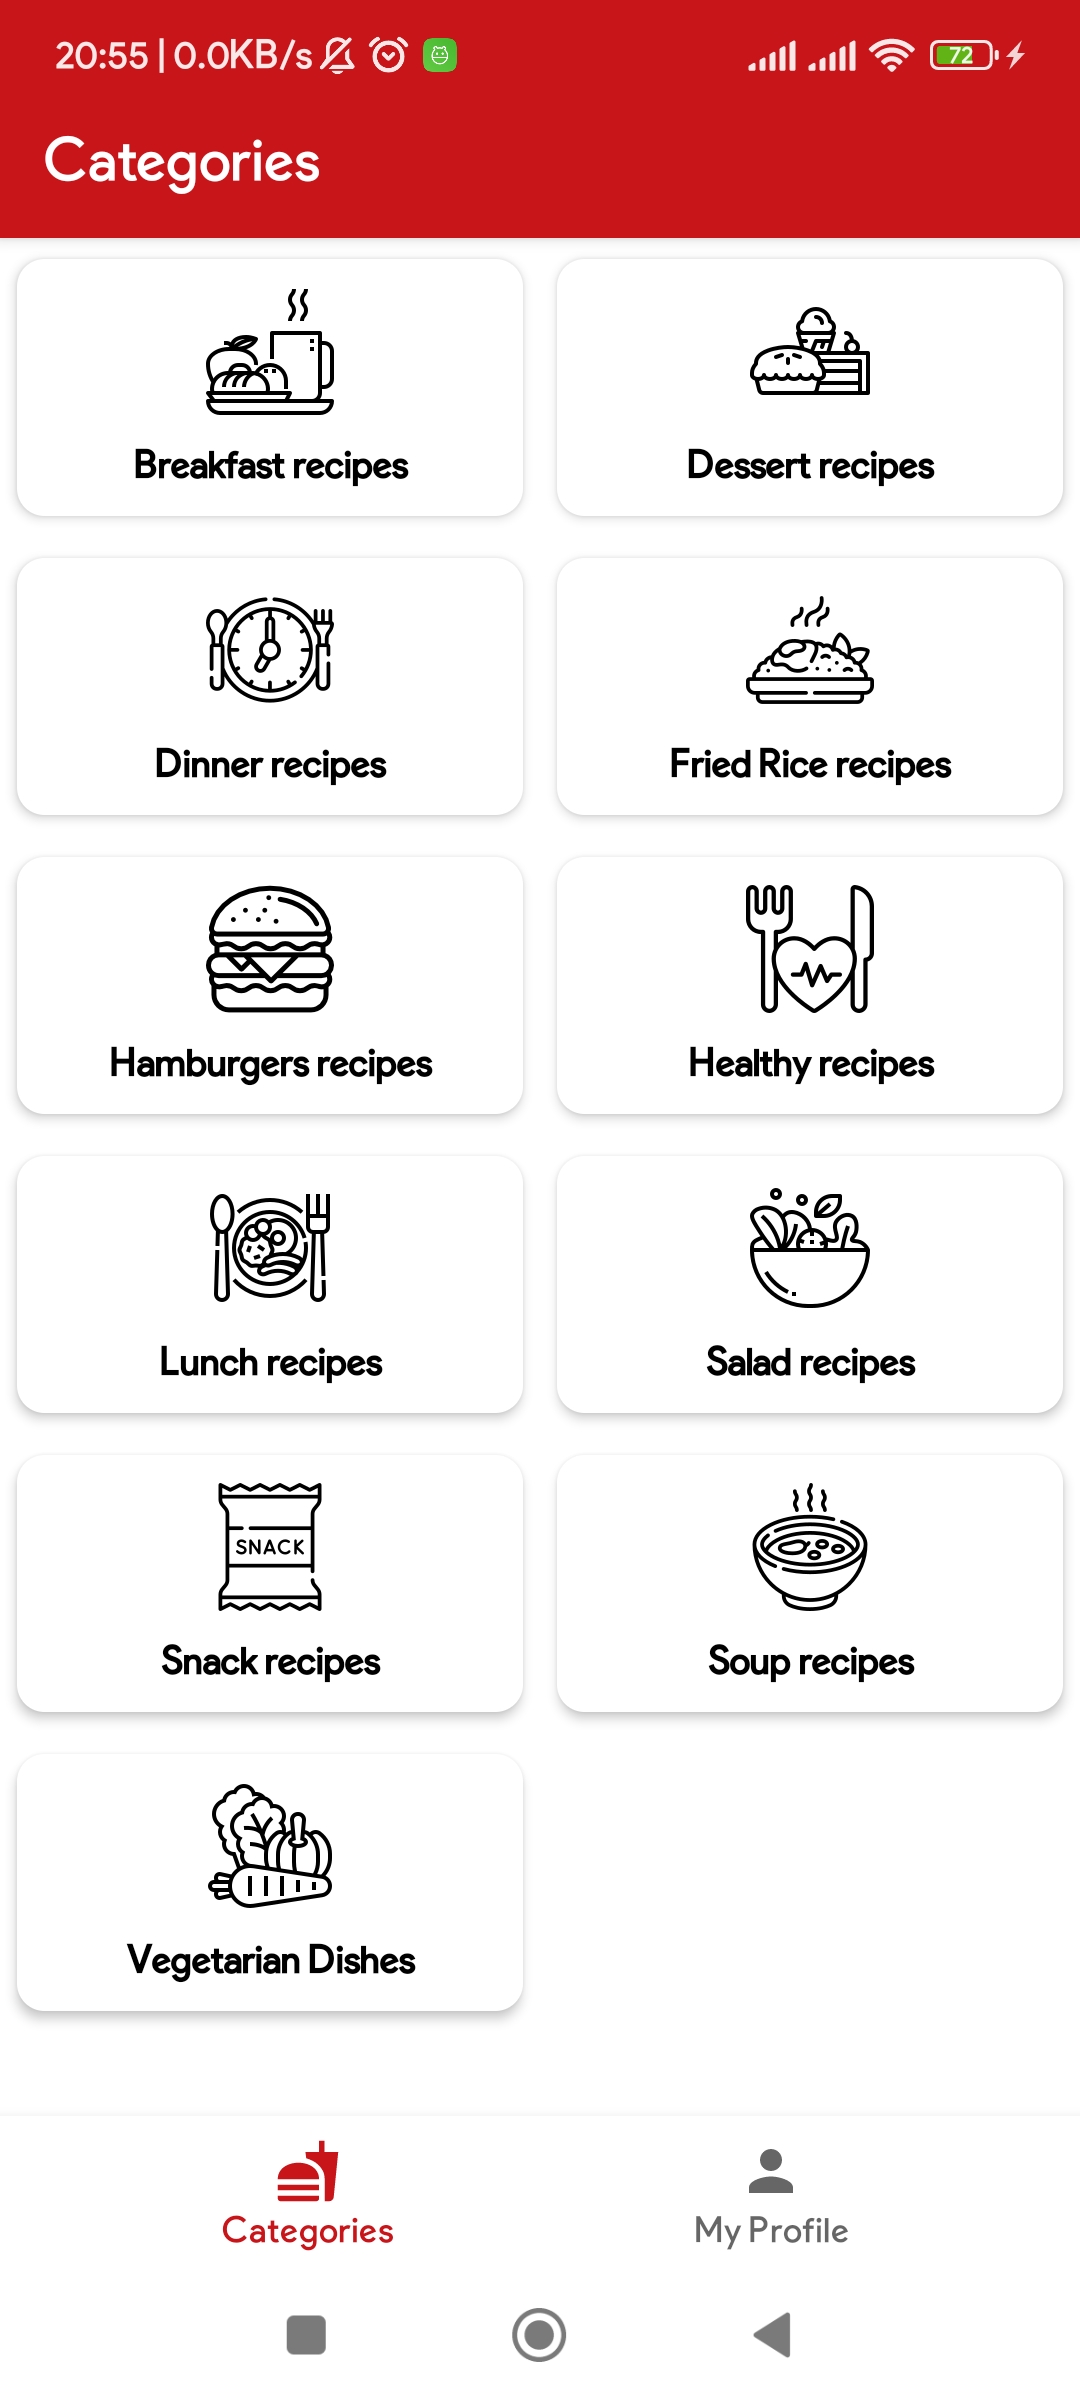 20:55 | 0.0KB/s 72
Categories
Breakfast recipes
Dessert recipes
Dinner recipes
Fried Rice recipes
Hamburgers recipes
Healthy recipes
Lunch recipes
Salad recipes
SNACK
Snack recipes
Soup recipes
Vegetarian Dishes
Categories
My Profile